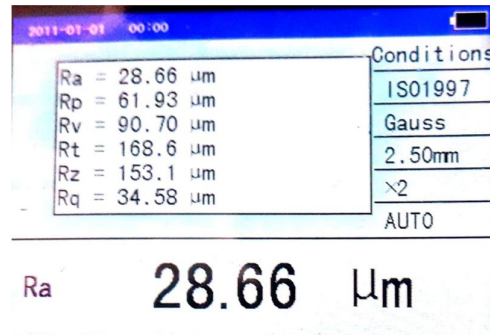 2011-01-01 00:00
Ra = 28.66 μm
Rp = 61.93 μm
Rv = 90.70 μm
Rt = 168.6 μm
Rz = 153.1 μm
Rq = 34.58 μm
Conditions
ISO1997
Gauss
2.50mm
×2
AUTO
Ra 28.66 μm